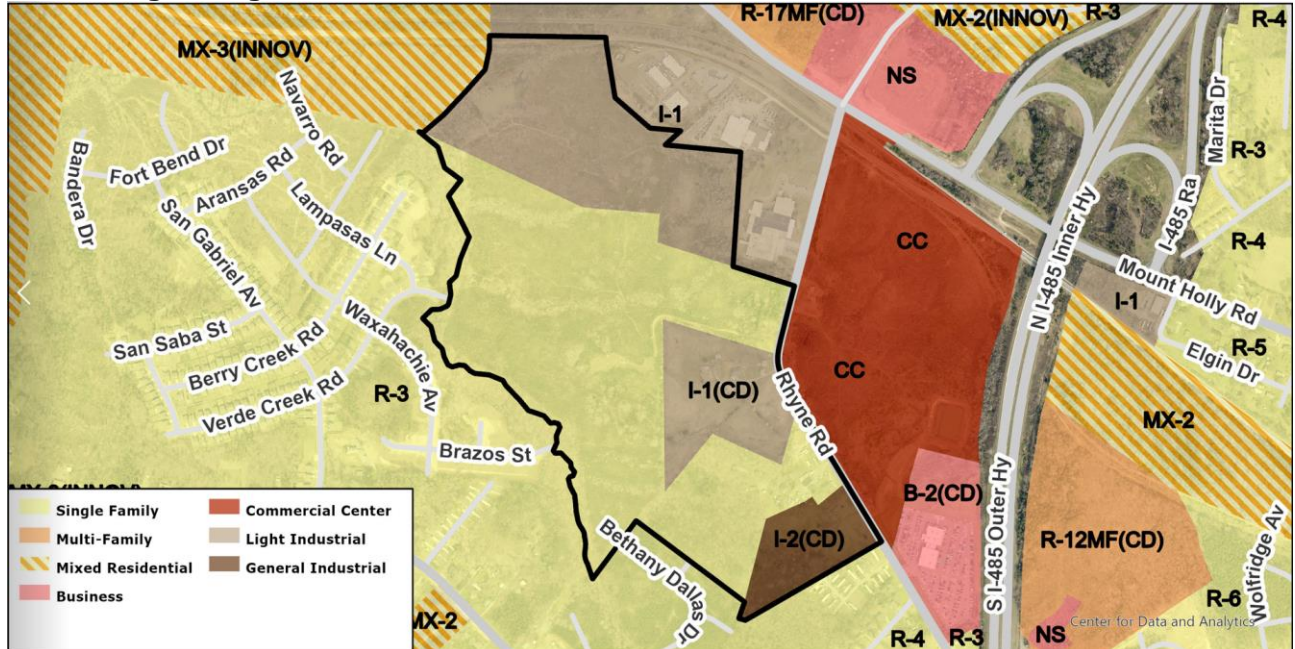 R-17MF(CD)
MX-2(INNOV)
R-3
R-4
MX-3(INNOV)
NS
I-1
Navarro Rd
Fort Bend Dr
Bandera Dr
Aransas Rd
Lampasas Ln
San Gabriel Av
Marita Dr
R-3
I-485 Ra
R-4
CC
N I-485 Inner Hy
Mount Holly Rd
I-1
San Saba St
Berry Creek Rd
Waxahachie Av
Verde Creek Rd
R-3
Elgin Dr
R-5
I-1(CD)
CC
Rhyne Rd
MX-2
Brazos St
B-2(CD)
S I-485 Outer Hy
I-2(CD)
R-12MF(CD)
Bethany Dallas Dr
Wolfridge Av
R-6
R-4
R-3
NS
MX-2
Single Family
Multi-Family
Mixed Residential
Business
Commercial Center
Light Industrial
General Industrial
Center for Data and Analytics